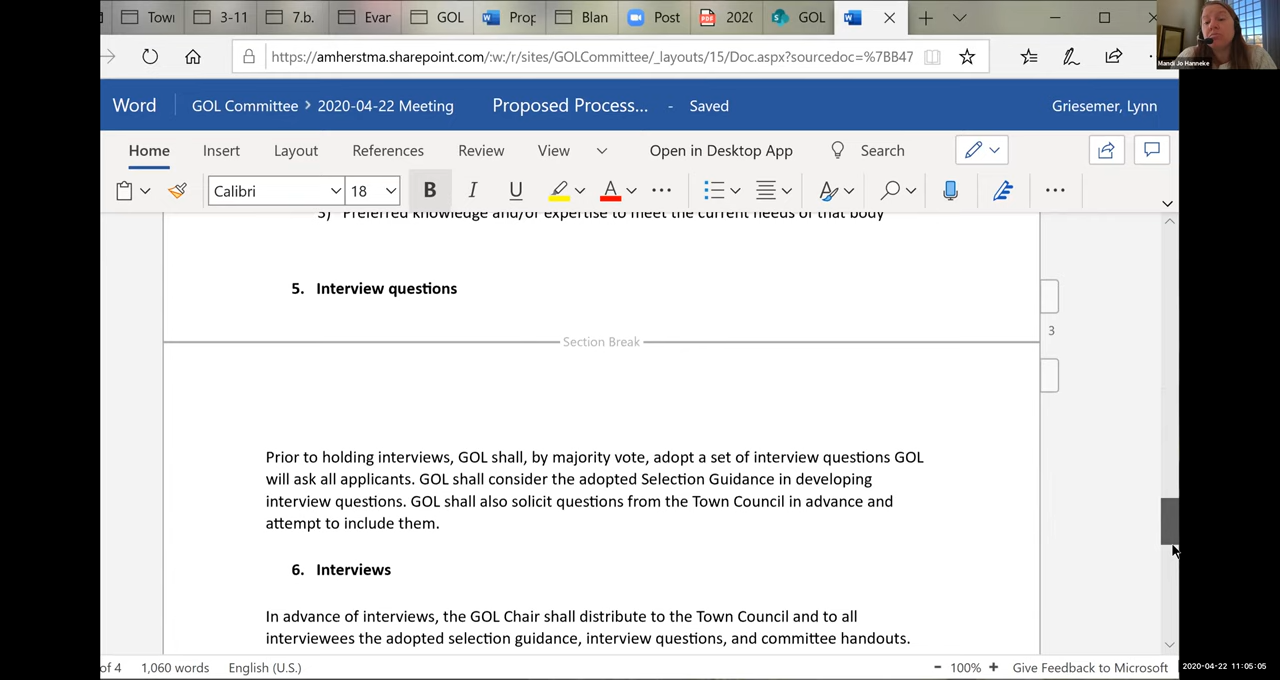 Town
3-11
7.b.
Evar
GOL
Prop
Blan
Post
PDF
2020
GOL
https://amherstma.sharepoint.com/:w:/r/sites/GOLCommittee/_layouts/15/Doc.aspx?sourcedoc=%7BB47
Mandi Jo Hanneke
Word GOL Committee > 2020-04-22 Meeting Proposed Process... - Saved Griesemer, Lynn
Home Insert Layout References Review View Open in Desktop App Search
Calibri 18 B I U A
3) Preferred knowledge and/or expertise to meet the current needs of that body
5. Interview questions
3
Section Break
Prior to holding interviews, GOL shall, by majority vote, adopt a set of interview questions GOL
will ask all applicants. GOL shall consider the adopted Selection Guidance in developing
interview questions. GOL shall also solicit questions from the Town Council in advance and
attempt to include them.
6. Interviews
In advance of interviews, the GOL Chair shall distribute to the Town Council and to all
interviewees the adopted selection guidance, interview questions, and committee handouts.
of 4 1,060 words English (U.S.) - 100% + Give Feedback to Microsoft
2020-04-22 11:05:05